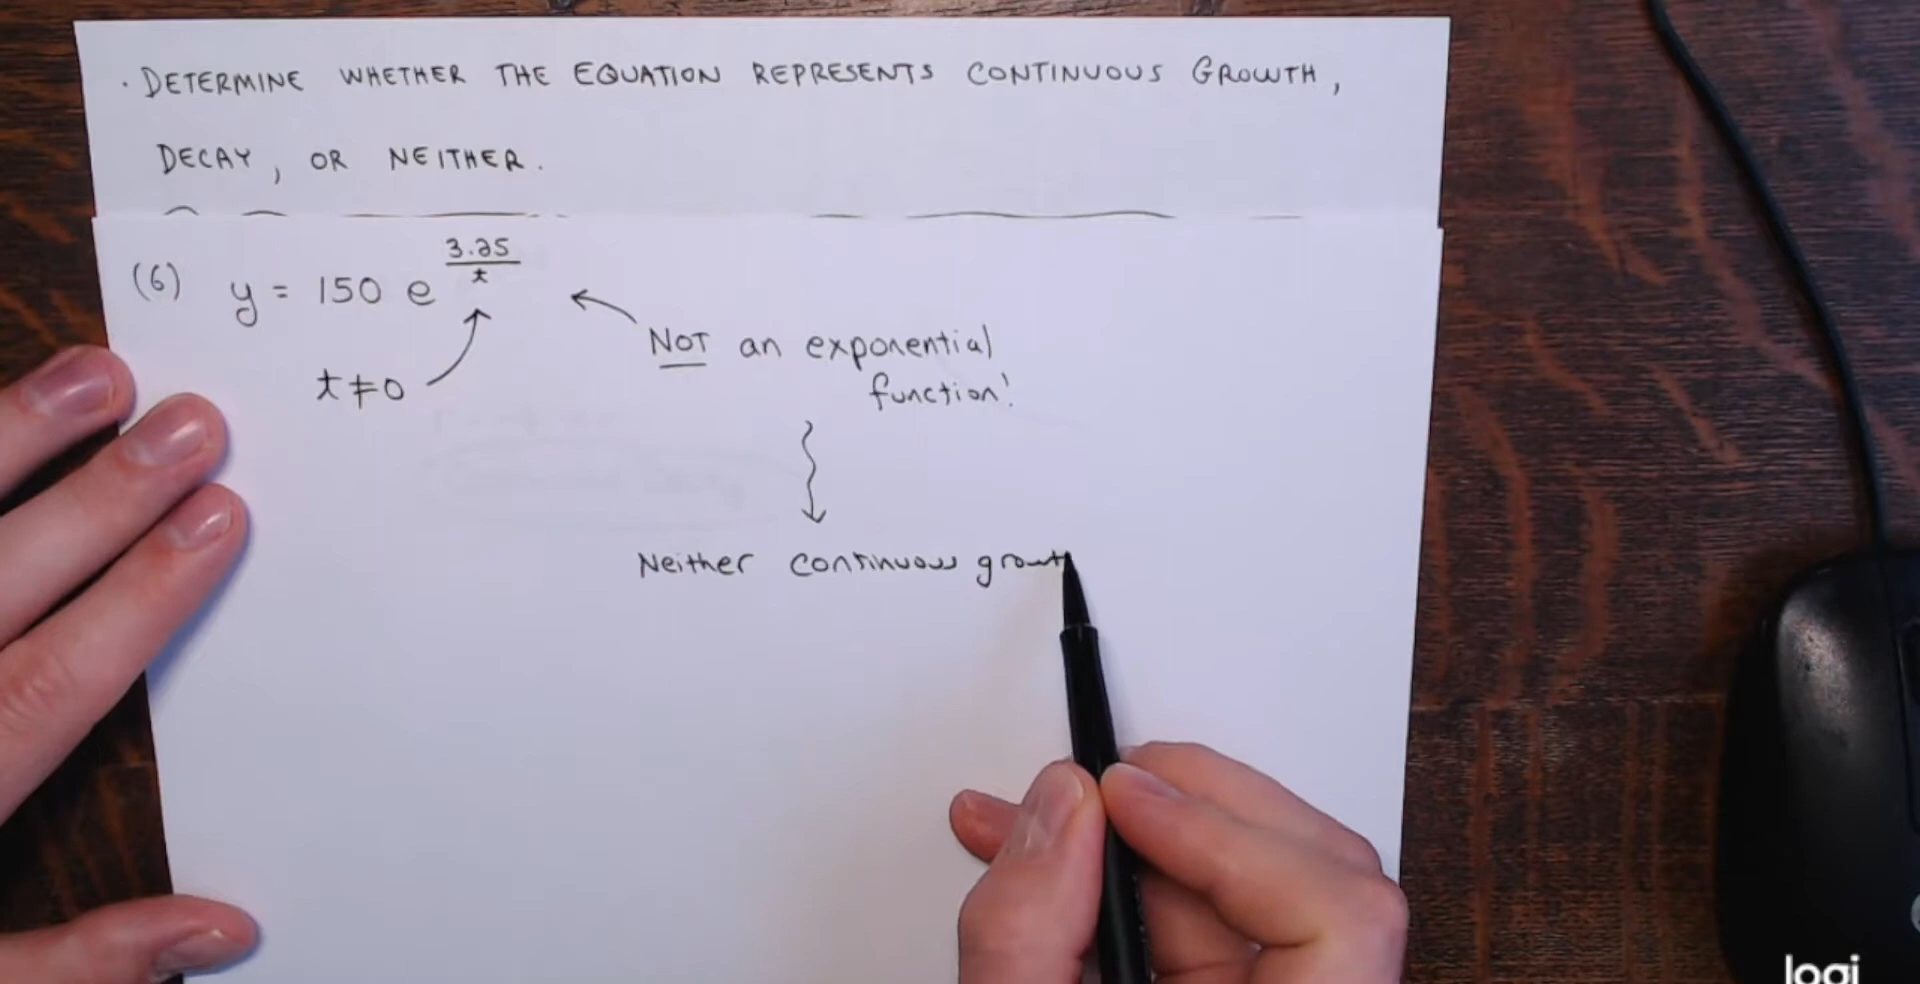 · DETERMINE WHETHER THE EQUATION REPRESENTS CONTINUOUS GROWTH,
DECAY, OR NEITHER.
(6) y = 150 e^(3.25/t)
t≠0
NOT an exponential
function!
Neither continuous growt
logi